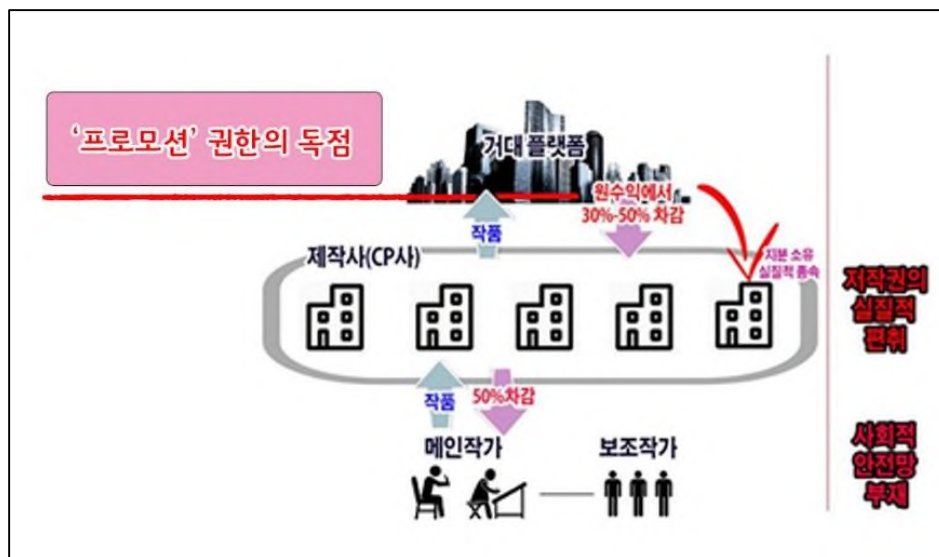 ‘프로모션’ 권한의 독점
거대 플랫폼
원수익에서
30%-50% 차감
작품
제작사(CP사)
지분 소유
실질적 종속
저작권의
실질적
편취
작품
50%차감
메인작가
보조작가
사회적
안전망
부재